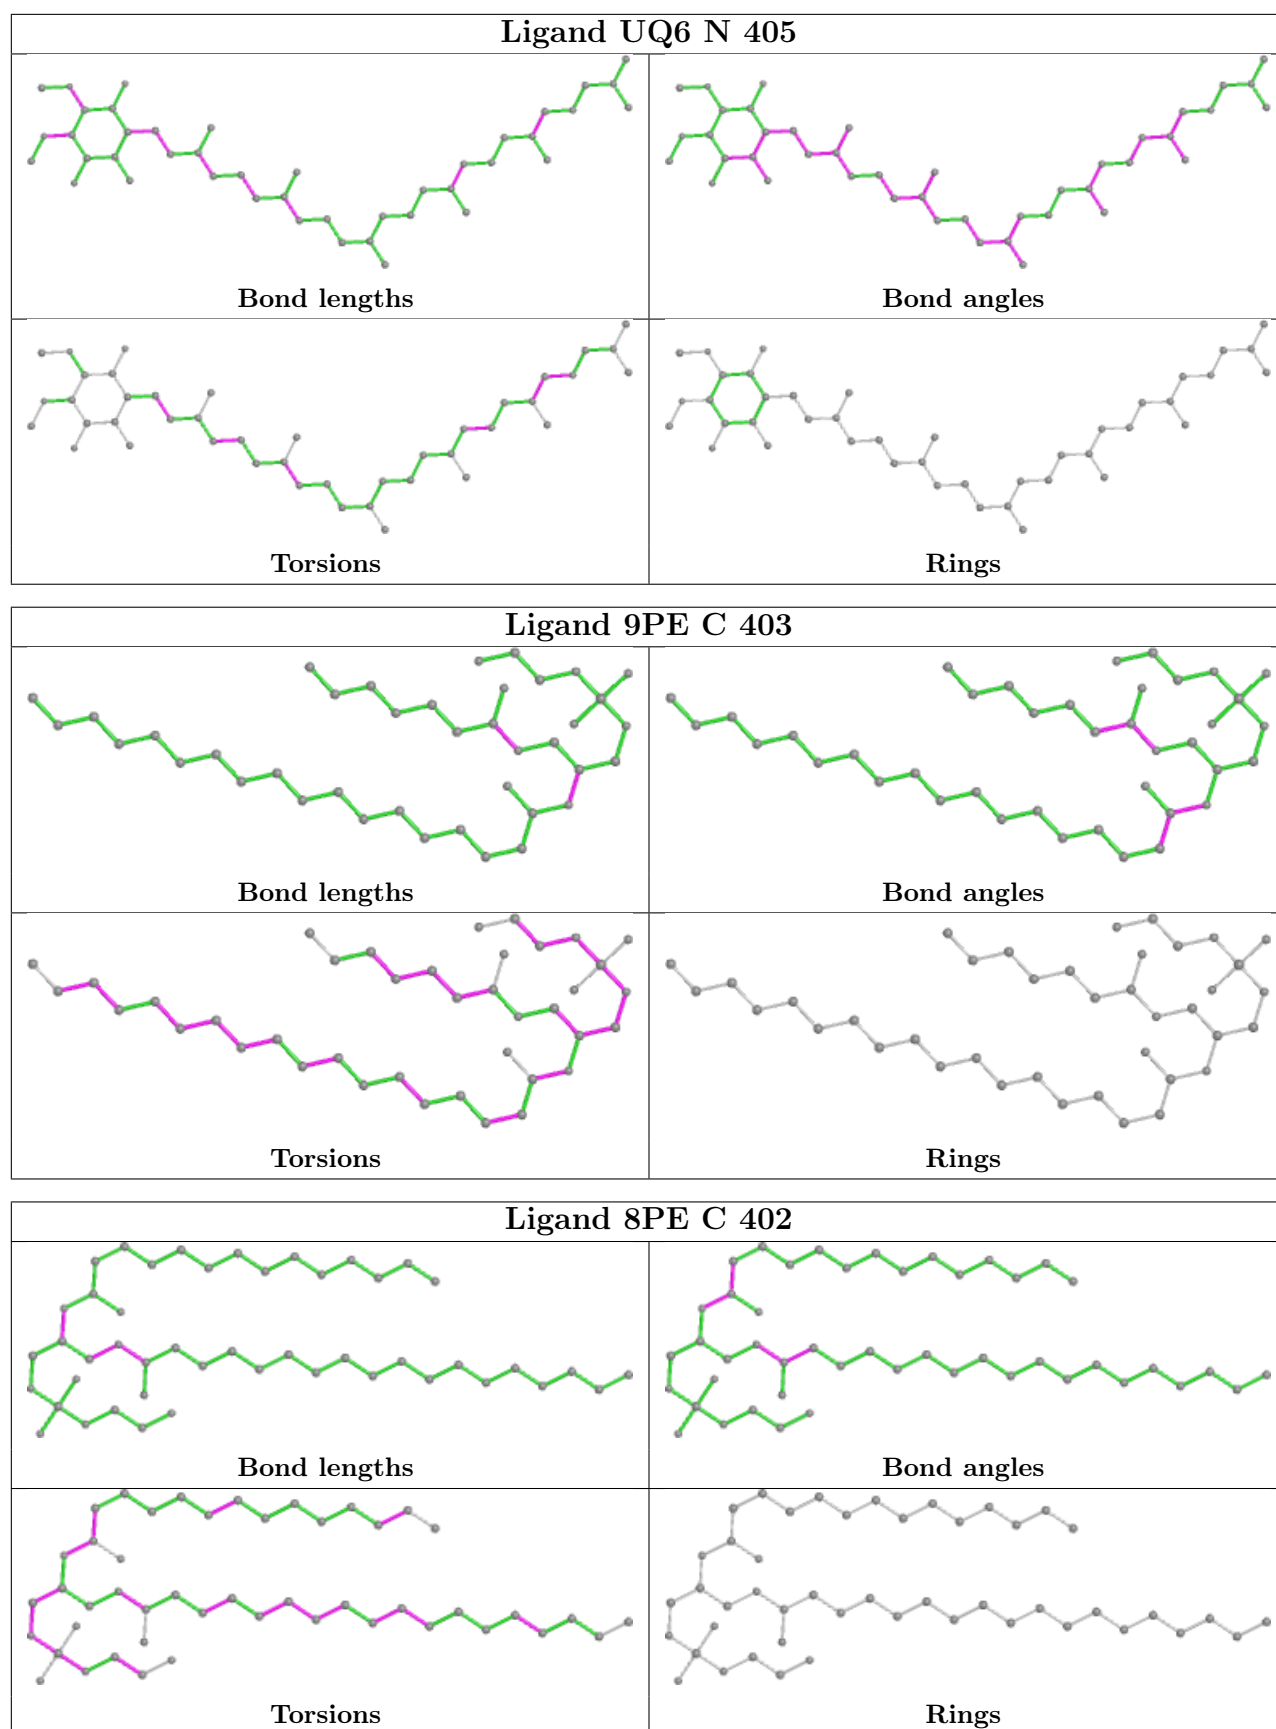 Ligand UQ6 N 405
Bond lengths
Bond angles
Torsions
Rings
Ligand 9PE C 403
Bond lengths
Bond angles
Torsions
Rings
Ligand 8PE C 402
Bond lengths
Bond angles
Torsions
Rings